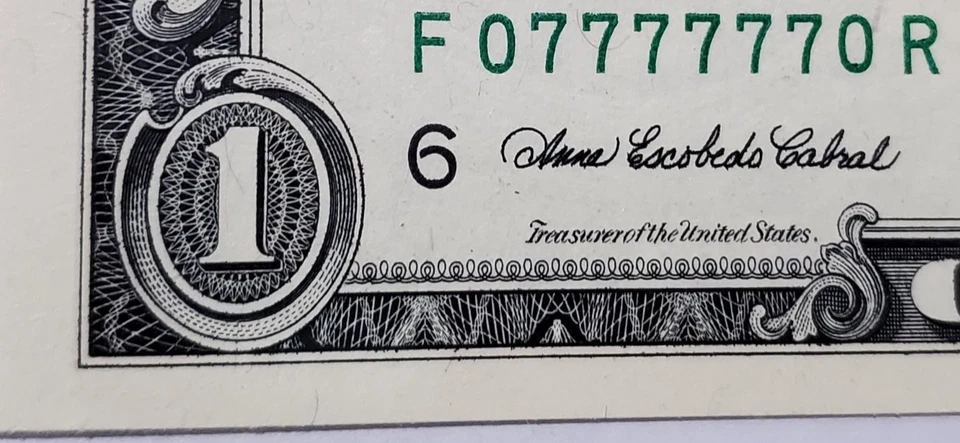 F 07777770 R
6 Anna Escobedo Cabral
Treasurer of the United States.
1